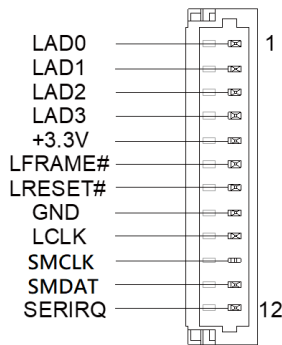 LAD0 1
LAD1
LAD2
LAD3
+3.3V
LFRAME#
LRESET#
GND
LCLK
SMCLK
SMDAT
SERIRQ 12